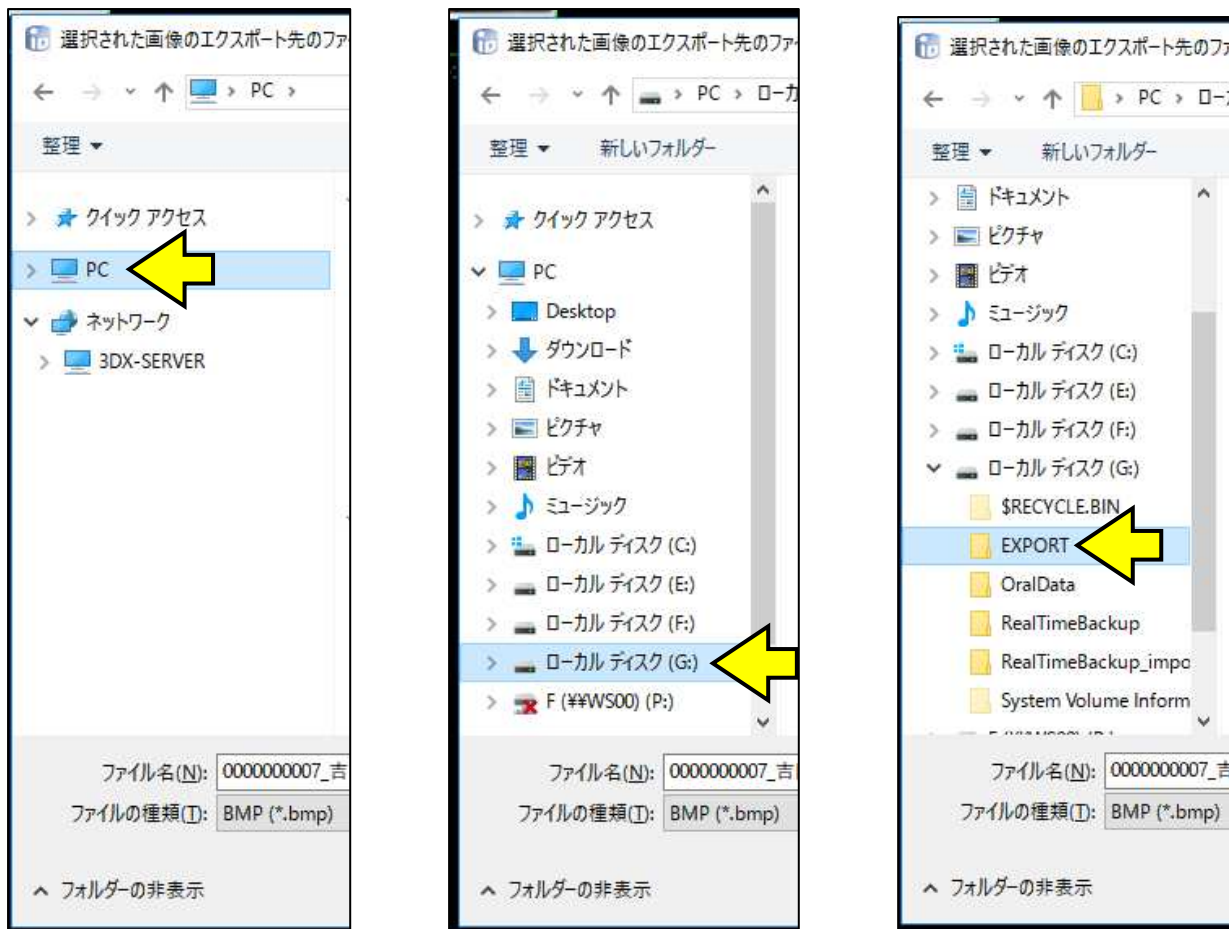 選択された画像のエクスポート先のファ
PC
整理
クイック アクセス
PC
ネットワーク
3DX-SERVER
ファイル名(N): 0000000007_吉
ファイルの種類(T): BMP (*.bmp)
フォルダーの非表示
選択された画像のエクスポート先のファ
PC ローカ
整理 新しいフォルダー
クイック アクセス
PC
Desktop
ダウンロード
ドキュメント
ピクチャ
ビデオ
ミュージック
ローカル ディスク (C:)
ローカル ディスク (E:)
ローカル ディスク (F:)
ローカル ディスク (G:)
F (¥¥WS00) (P:)
ファイル名(N): 0000000007_吉
ファイルの種類(T): BMP (*.bmp)
フォルダーの非表示
選択された画像のエクスポート先のファ
PC ロー
整理 新しいフォルダー
ドキュメント
ピクチャ
ビデオ
ミュージック
ローカル ディスク (C:)
ローカル ディスク (E:)
ローカル ディスク (F:)
ローカル ディスク (G:)
$RECYCLE.BIN
EXPORT
OralData
RealTimeBackup
RealTimeBackup_impo
System Volume Inform
ファイル名(N): 0000000007_吉
ファイルの種類(T): BMP (*.bmp)
フォルダーの非表示